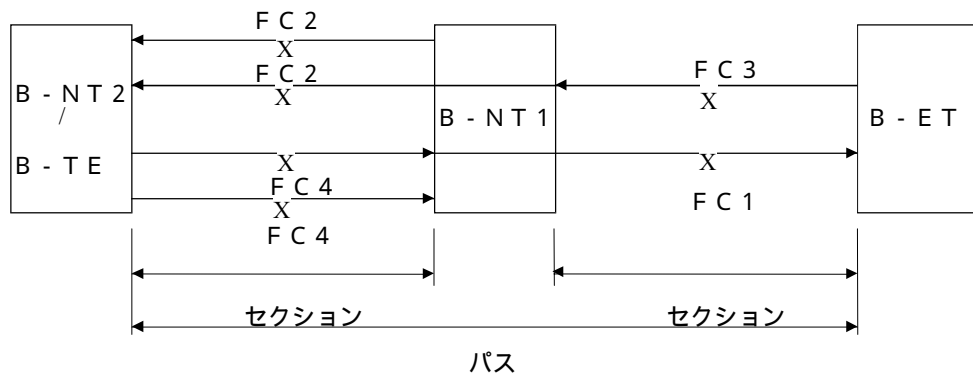 ＦＣ２
X
ＦＣ２
X
ＦＣ３
X
Ｂ－ＮＴ２
/
Ｂ－ＴＥ
Ｂ－ＮＴ１
Ｂ－ＥＴ
X
ＦＣ４
X
ＦＣ４
X
ＦＣ１
セクション
セクション
パス